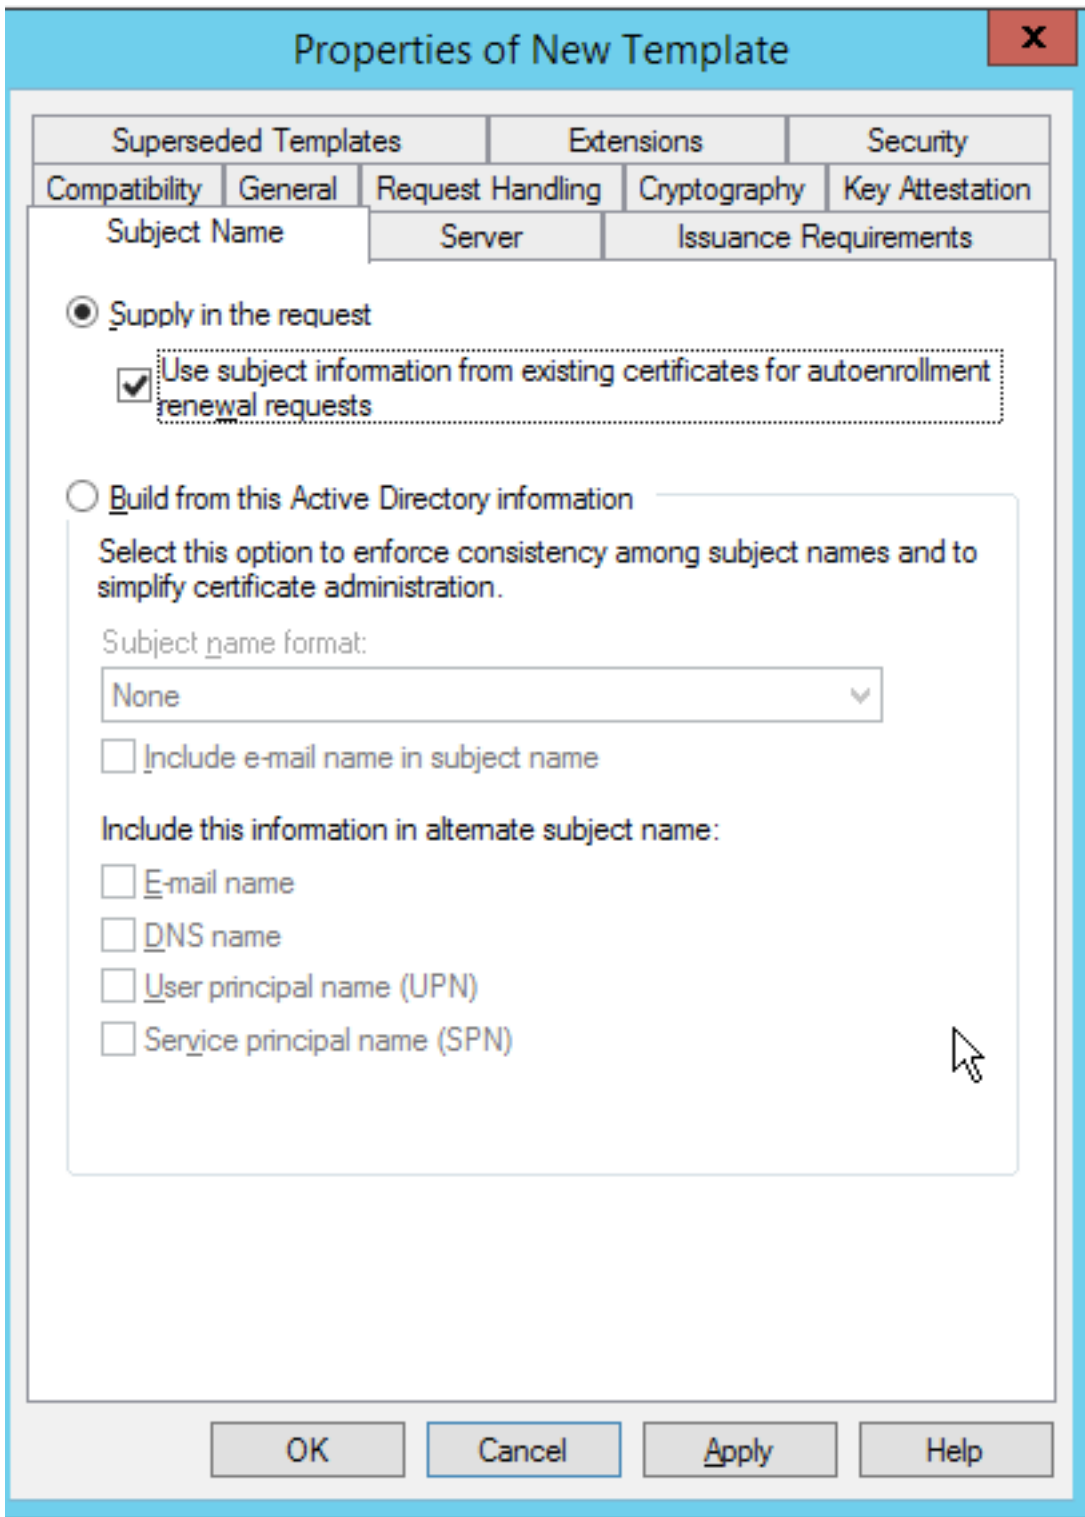 Properties of New Template
x
Superseded Templates
Extensions
Security
Compatibility
General
Request Handling
Cryptography
Key Attestation
Subject Name
Server
Issuance Requirements
Supply in the request
Use subject information from existing certificates for autoenrollment
renewal requests
Build from this Active Directory information
Select this option to enforce consistency among subject names and to
simplify certificate administration.
Subject name format:
None
Include e-mail name in subject name
Include this information in alternate subject name:
E-mail name
DNS name
User principal name (UPN)
Service principal name (SPN)
OK
Cancel
Apply
Help